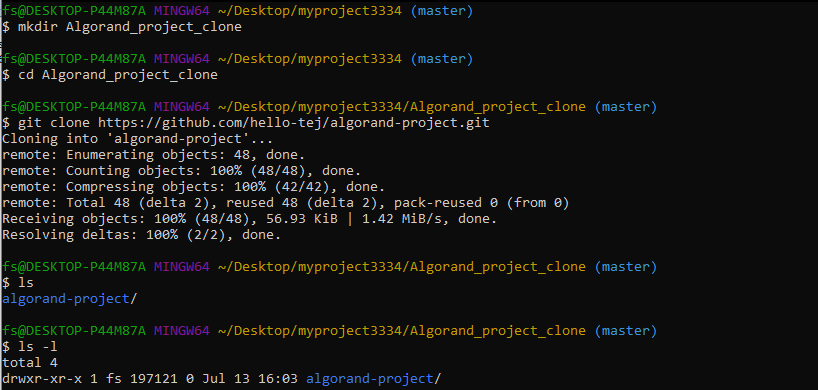 fs@DESKTOP-P44M87A MINGW64 ~/Desktop/myproject3334 (master)
$ mkdir Algorand_project_clone
fs@DESKTOP-P44M87A MINGW64 ~/Desktop/myproject3334 (master)
$ cd Algorand_project_clone
fs@DESKTOP-P44M87A MINGW64 ~/Desktop/myproject3334/Algorand_project_clone (master)
$ git clone https://github.com/hello-tej/algorand-project.git
Cloning into 'algorand-project'...
remote: Enumerating objects: 48, done.
remote: Counting objects: 100% (48/48), done.
remote: Compressing objects: 100% (42/42), done.
remote: Total 48 (delta 2), reused 48 (delta 2), pack-reused 0 (from 0)
Receiving objects: 100% (48/48), 56.93 KiB | 1.42 MiB/s, done.
Resolving deltas: 100% (2/2), done.
fs@DESKTOP-P44M87A MINGW64 ~/Desktop/myproject3334/Algorand_project_clone (master)
$ ls
algorand-project/
fs@DESKTOP-P44M87A MINGW64 ~/Desktop/myproject3334/Algorand_project_clone (master)
$ ls -l
total 4
drwxr-xr-x 1 fs 197121 0 Jul 13 16:03 algorand-project/